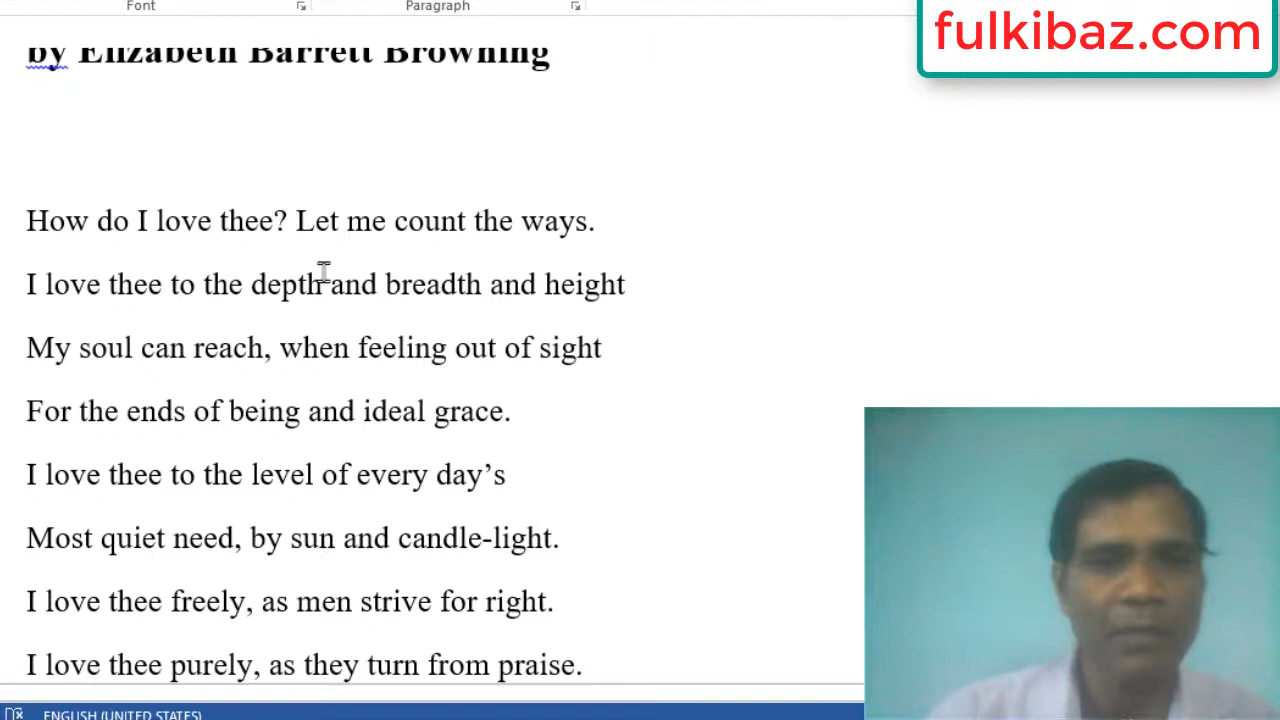 Font
Paragraph
fulkibaz.com
by Elizabeth Barrett Browning
How do I love thee? Let me count the ways.
I love thee to the depth and breadth and height
My soul can reach, when feeling out of sight
For the ends of being and ideal grace.
I love thee to the level of every day’s
Most quiet need, by sun and candle-light.
I love thee freely, as men strive for right.
I love thee purely, as they turn from praise.
ENGLISH (UNITED STATES)